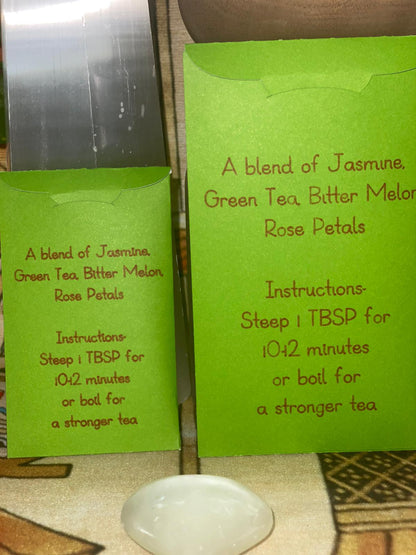 A blend of Jasmine,
Green Tea, Bitter Melon,
Rose Petals
Instructions-
Steep 1 TBSP for
10-12 minutes
or boil for
a stronger tea
A blend of Jasmine,
Green Tea, Bitter Melon
Rose Petals
Instructions-
Steep 1 TBSP for
10-12 minutes
or boil for
a stronger tea